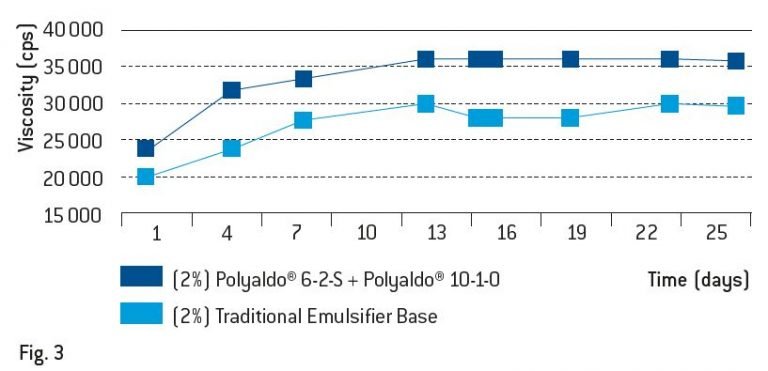 Viscosity (cps)
40 000
35 000
30 000
25 000
20 000
15 000
1 4 7 10 13 16 19 22 25
(2%) Polyaldo® 6-2-S + Polyaldo® 10-1-O Time (days)
(2%) Traditional Emulsifier Base
Fig. 3